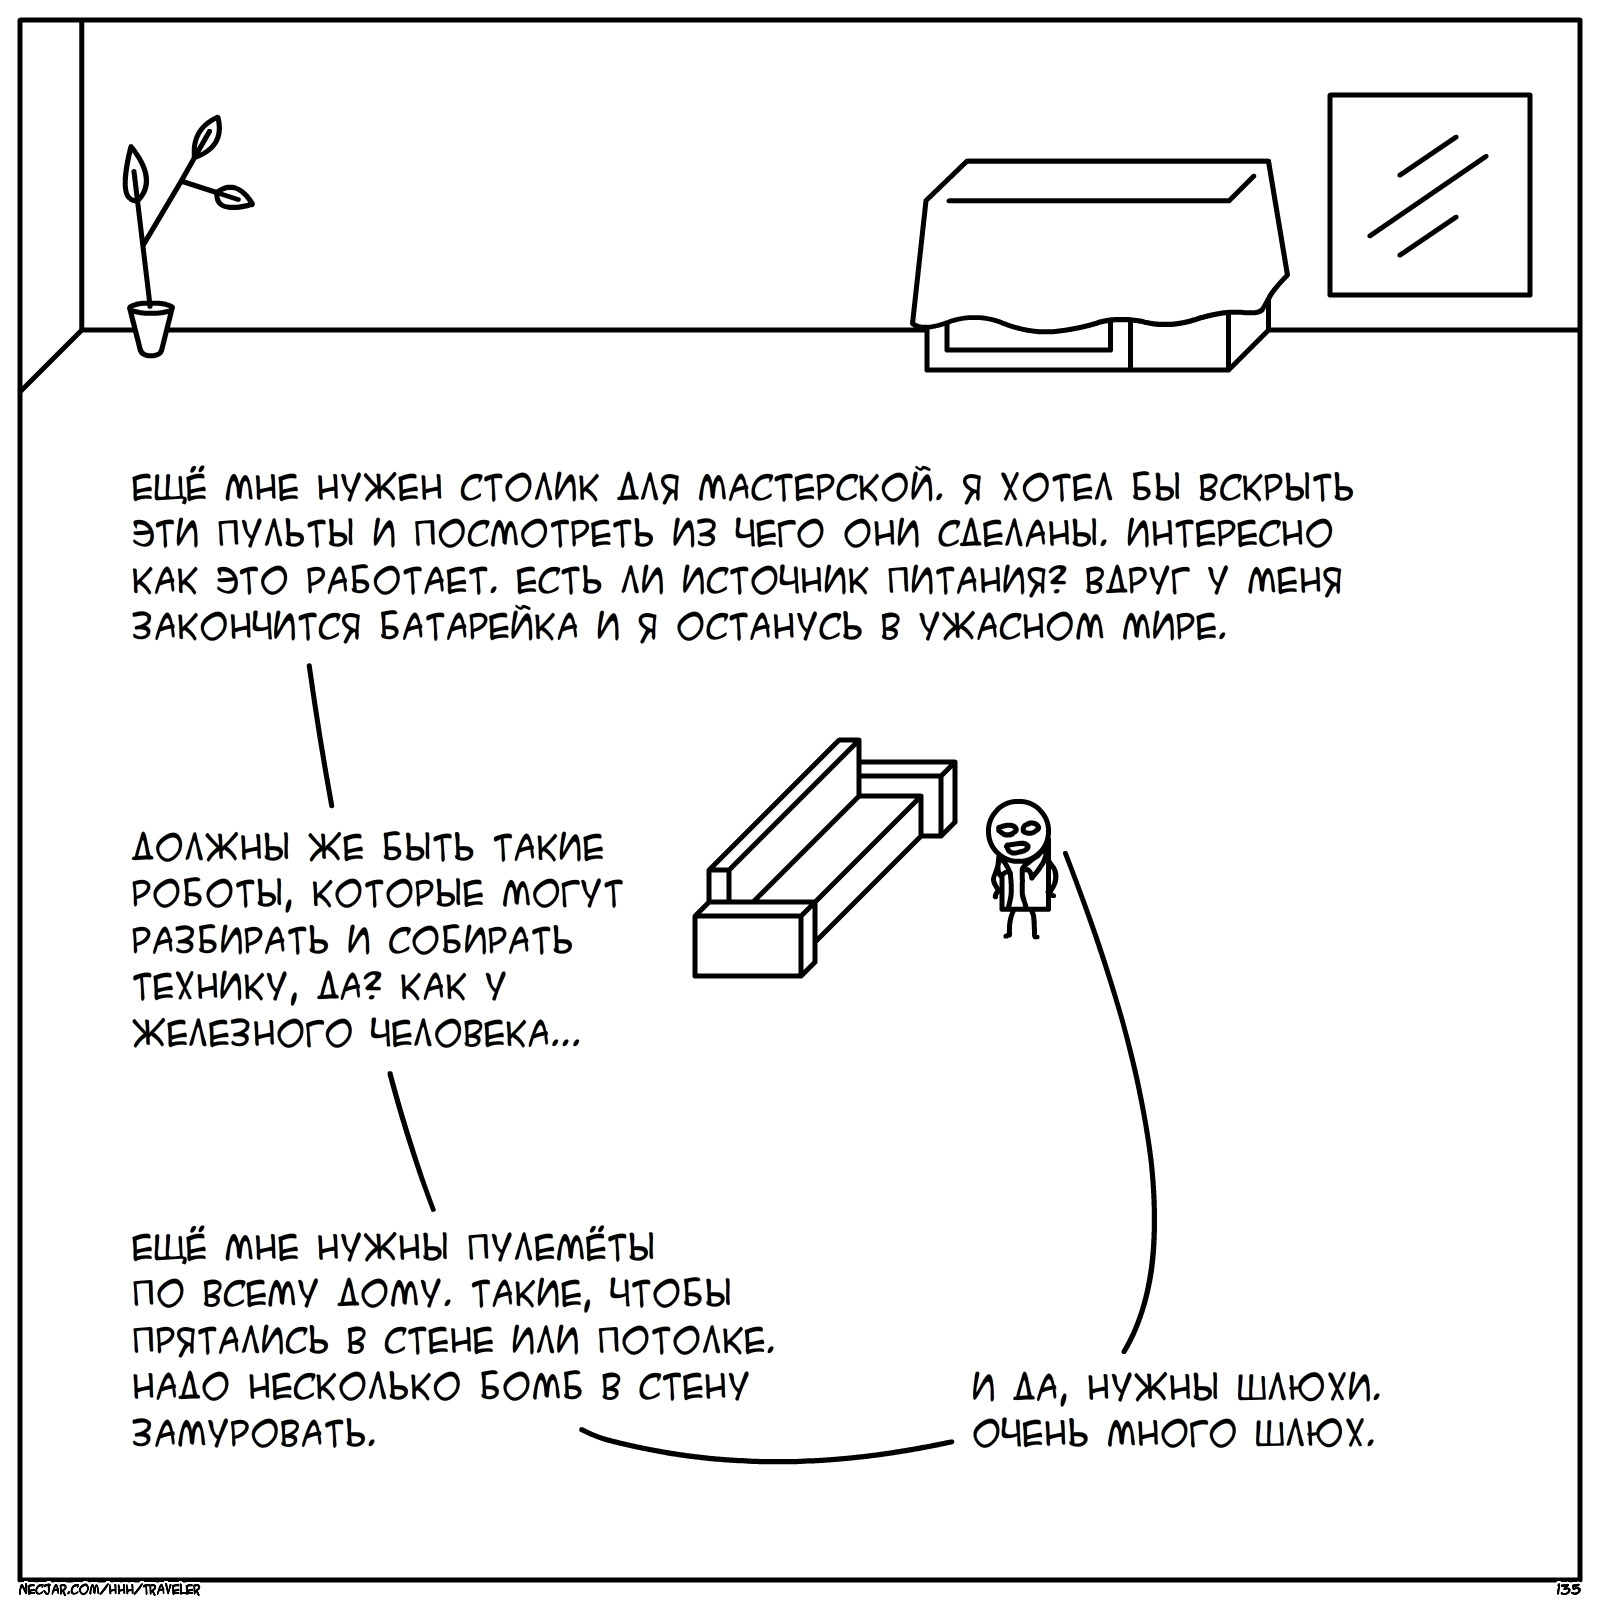 ЕЩЁ МНЕ НУЖЕН СТОЛИК ДЛЯ МАСТЕРСКОЙ. Я ХОТЕЛ БЫ ВСКРЫТЬ
ЭТИ ПУЛЬТЫ И ПОСМОТРЕТЬ ИЗ ЧЕГО ОНИ СДЕЛАНЫ. ИНТЕРЕСНО
КАК ЭТО РАБОТАЕТ. ЕСТЬ ЛИ ИСТОЧНИК ПИТАНИЯ? ВДРУГ У МЕНЯ
ЗАКОНЧИТСЯ БАТАРЕЙКА И Я ОСТАНУСЬ В УЖАСНОМ МИРЕ.
ДОЛЖНЫ ЖЕ БЫТЬ ТАКИЕ
РОБОТЫ, КОТОРЫЕ МОГУТ
РАЗБИРАТЬ И СОБИРАТЬ
ТЕХНИКУ, ДА? КАК У
ЖЕЛЕЗНОГО ЧЕЛОВЕКА...
ЕЩЁ МНЕ НУЖНЫ ПУЛЕМЁТЫ
ПО ВСЕМУ ДОМУ. ТАКИЕ, ЧТОБЫ
ПРЯТАЛИСЬ В СТЕНЕ ИЛИ ПОТОЛКЕ.
НАДО НЕСКОЛЬКО БОМБ В СТЕНУ
ЗАМУРОВАТЬ.
И ДА, НУЖНЫ ШЛЮХИ.
ОЧЕНЬ МНОГО ШЛЮХ.
NECJAR.COM/HHH/TRAVELER
135